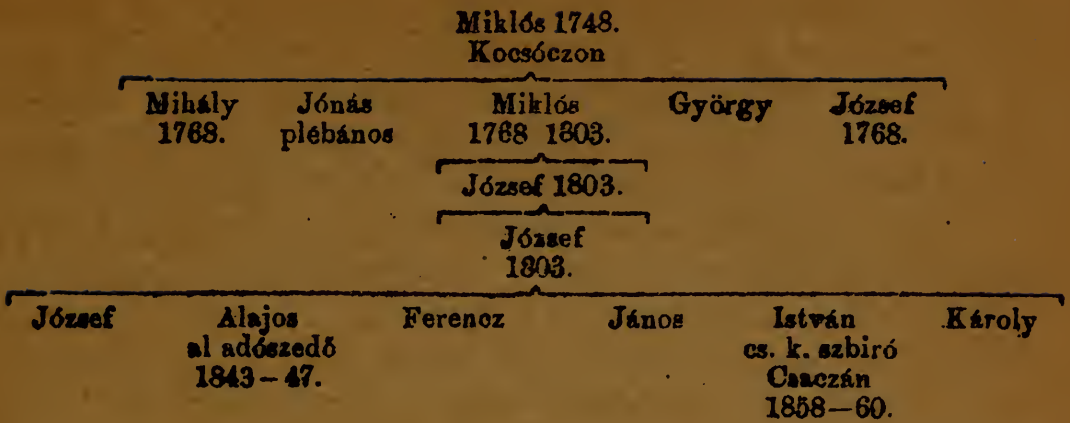 Miklós 1748.
Kocsóczon
Mihály Jónás Miklós György József
1768. plébános 1768 1803. 1768.
József 1803.
József
1803.
József Alajos Ferencz János István Károly
al adószedő cs. k. szbiró
1843–47. Csaczán
1858–60.